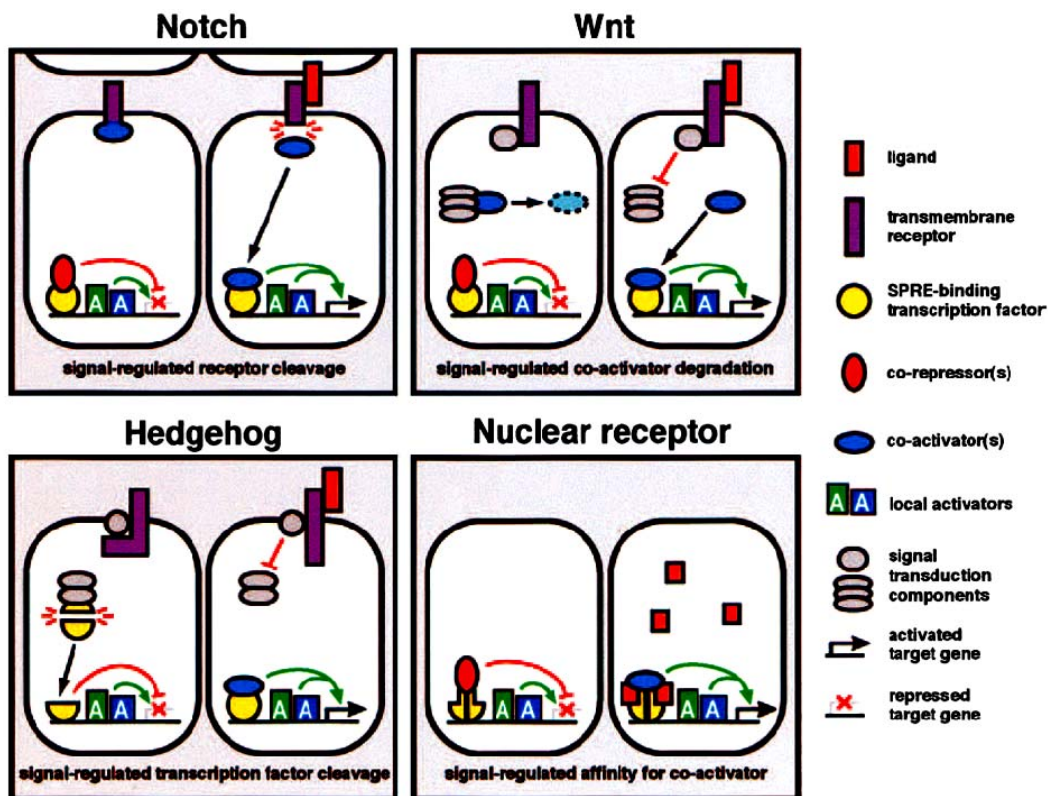 Notch
Wnt
A A
A A
A A
A A
signal-regulated receptor cleavage
signal-regulated co-activator degradation
Hedgehog
Nuclear receptor
A A
A A
A A
A A
signal-regulated transcription factor cleavage
signal-regulated affinity for co-activator
ligand
transmembrane
receptor
SPRE-binding
transcription factor
co-repressor(s)
co-activator(s)
A A
local activators
signal
transduction
components
activated
target gene
repressed
target gene